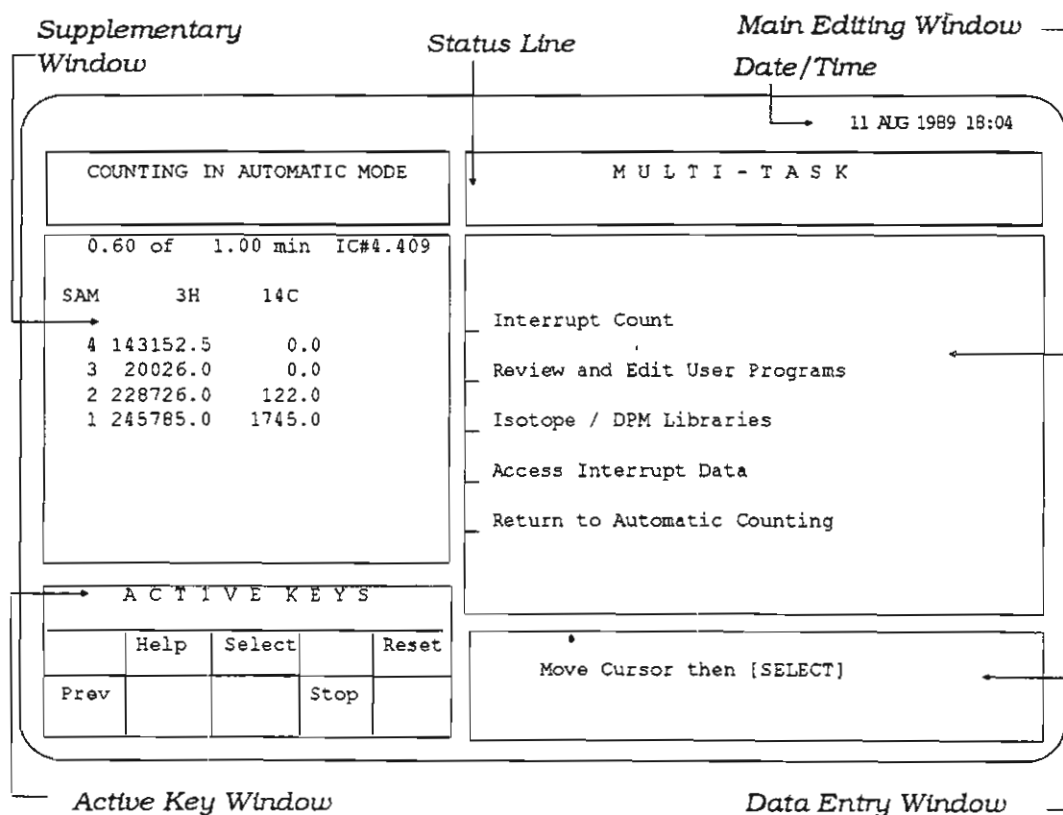 Supplementary
Window
Status Line
Main Editing Window
Date/Time
11 AUG 1989 18:04
COUNTING IN AUTOMATIC MODE
M U L T I - T A S K
0.60 of 1.00 min IC#4.409
SAM 3H 14C
4 143152.5 0.0
3 20026.0 0.0
2 228726.0 122.0
1 245785.0 1745.0
Interrupt Count
Review and Edit User Programs
Isotope / DPM Libraries
Access Interrupt Data
Return to Automatic Counting
A C T I V E K E Y S
Help Select Reset
Prev Stop
Move Cursor then [SELECT]
Active Key Window
Data Entry Window